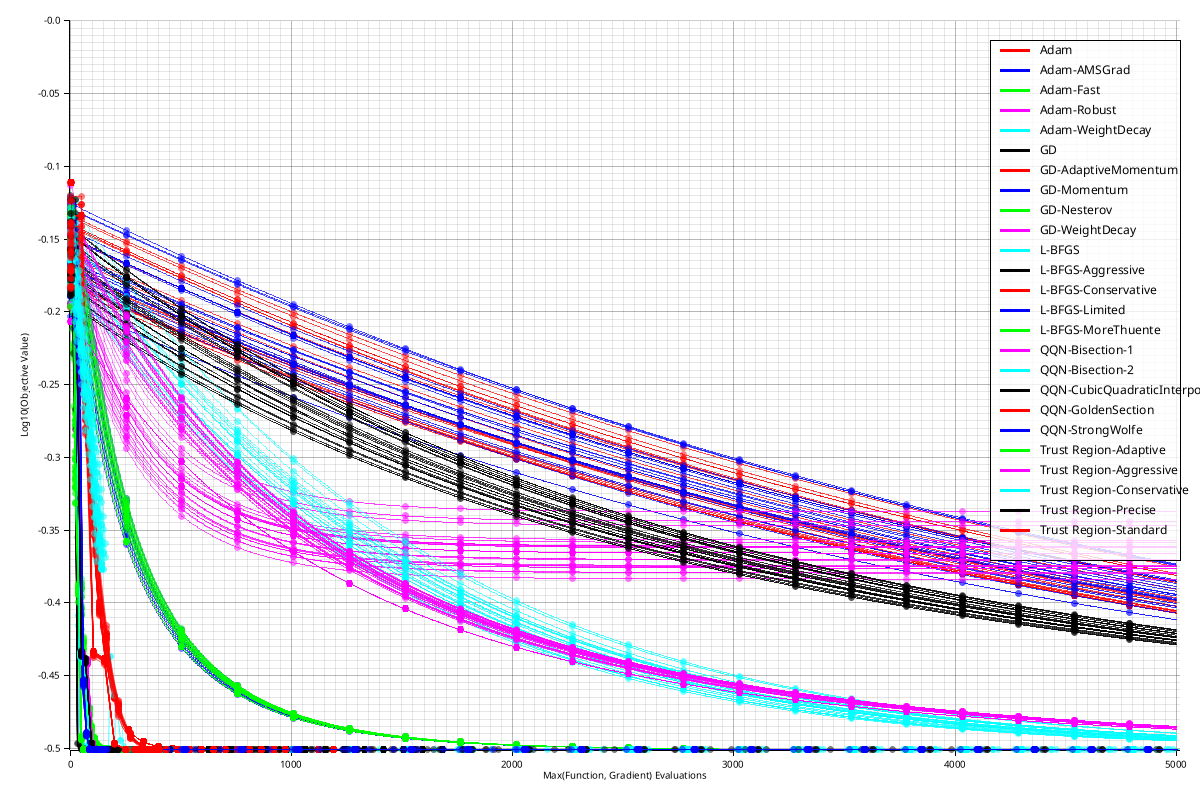 -0.0
-0.05
-0.1
-0.15
-0.2
-0.25
-0.3
-0.35
-0.4
-0.45
-0.5
Log10(Objective Value)
0
1000
2000
3000
4000
5000
Max(Function, Gradient) Evaluations
Adam
Adam-AMSGrad
Adam-Fast
Adam-Robust
Adam-WeightDecay
GD
GD-AdaptiveMomentum
GD-Momentum
GD-Nesterov
GD-WeightDecay
L-BFGS
L-BFGS-Aggressive
L-BFGS-Conservative
L-BFGS-Limited
L-BFGS-MoreThuente
QQN-Bisection-1
QQN-Bisection-2
QQN-CubicQuadraticInterpo
QQN-GoldenSection
QQN-StrongWolfe
Trust Region-Adaptive
Trust Region-Aggressive
Trust Region-Conservative
Trust Region-Precise
Trust Region-Standard